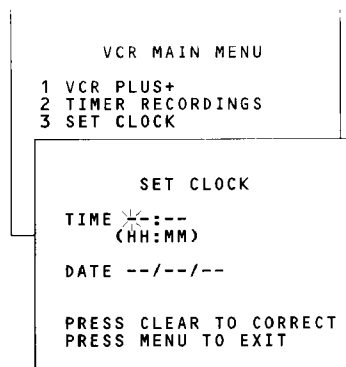 VCR MAIN MENU
1 VCR PLUS+
2 TIMER RECORDINGS
3 SET CLOCK
SET CLOCK
TIME --:--
(HH:MM)
DATE --/--/--
PRESS CLEAR TO CORRECT
PRESS MENU TO EXIT